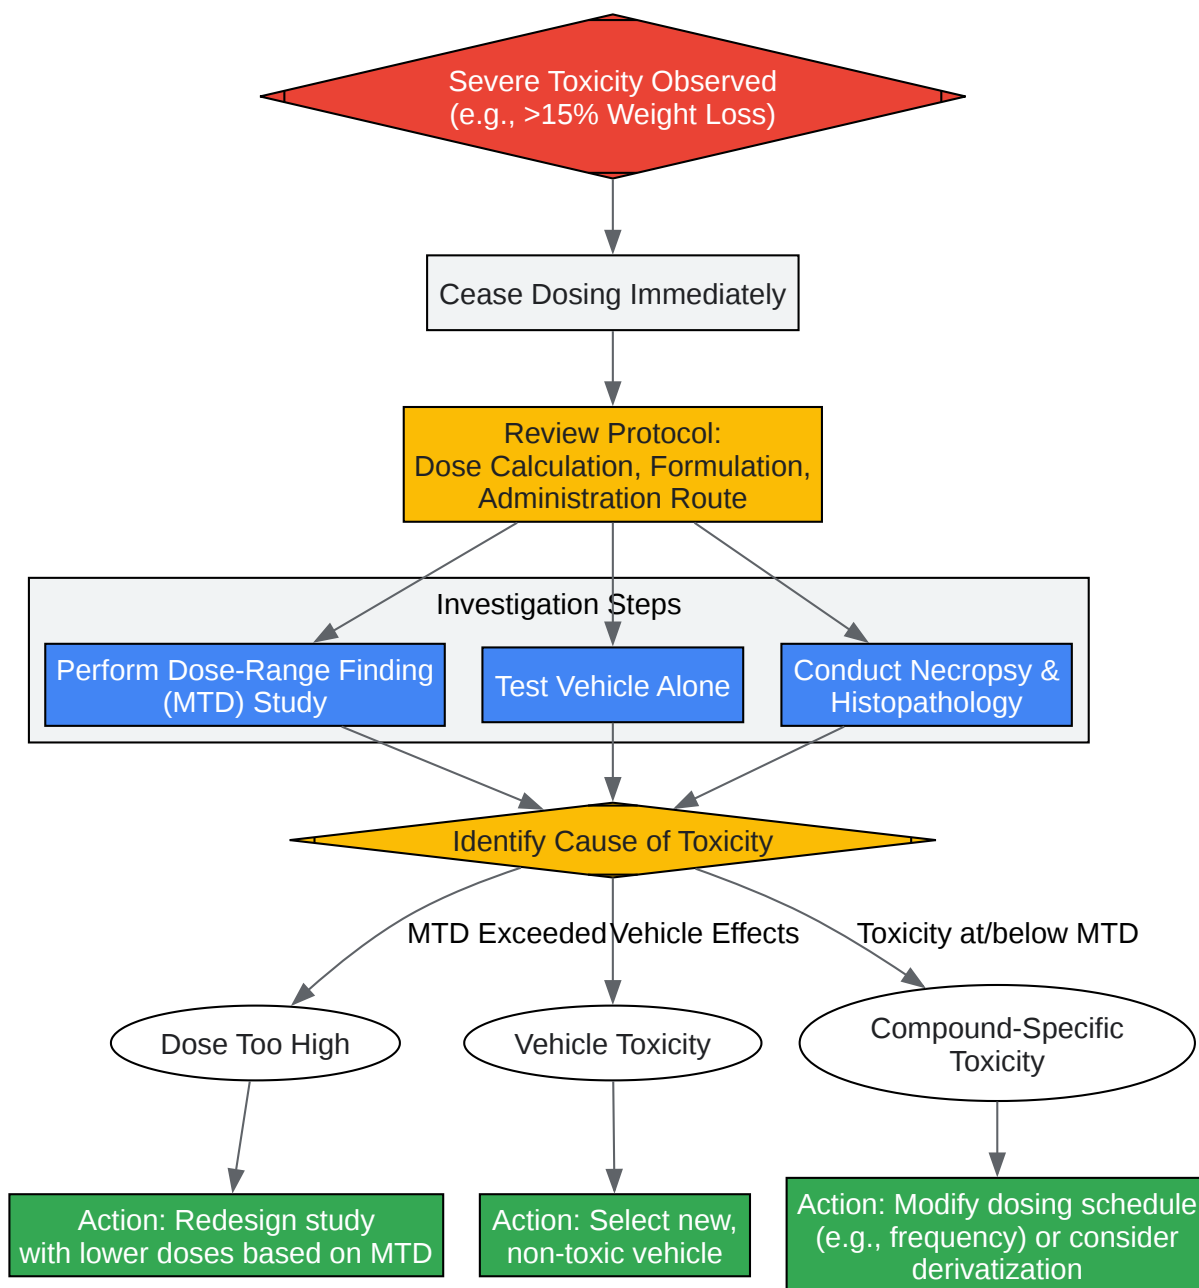 Severe Toxicity Observed
(e.g., >15% Weight Loss)
Cease Dosing Immediately
Review Protocol:
Dose Calculation, Formulation,
Administration Route
Investigation Steps
Perform Dose-Range Finding
(MTD) Study
Test Vehicle Alone
Conduct Necropsy &
Histopathology
Identify Cause of Toxicity
MTD Exceeded
Vehicle Effects
Toxicity at/below MTD
Dose Too High
Vehicle Toxicity
Compound-Specific
Toxicity
Action: Redesign study
with lower doses based on MTD
Action: Select new,
non-toxic vehicle
Action: Modify dosing schedule
(e.g., frequency) or consider
derivatization